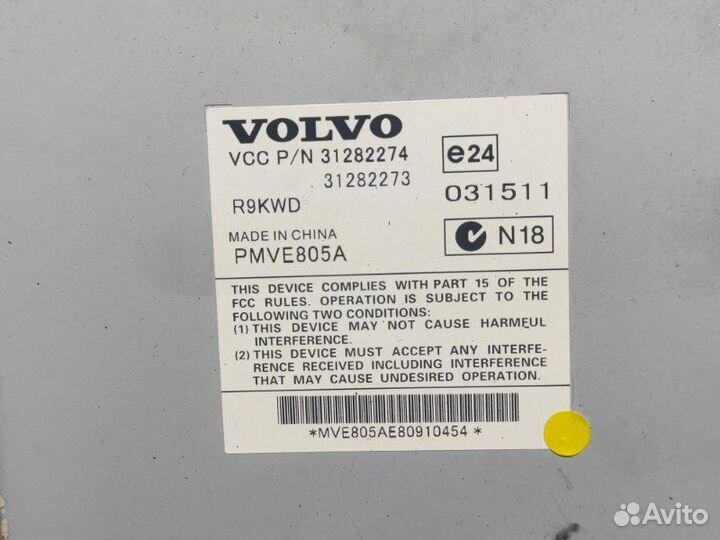 VOLVO
VCC P/N 31282274
31282273
e24
031511
R9KWD
N18
MADE IN CHINA
PMVE805A
THIS DEVICE COMPLIES WITH PART 15 OF THE
FCC RULES. OPERATION IS SUBJECT TO THE
FOLLOWING TWO CONDITIONS:
(1) THIS DEVICE MAY NOT CAUSE HARMFUL
INTERFERENCE.
(2) THIS DEVICE MUST ACCEPT ANY INTERFE-
RENCE RECEIVED INCLUDING INTERFERENCE
THAT MAY CAUSE UNDESIRED OPERATION.
*MVE805AE80910454*
Avito